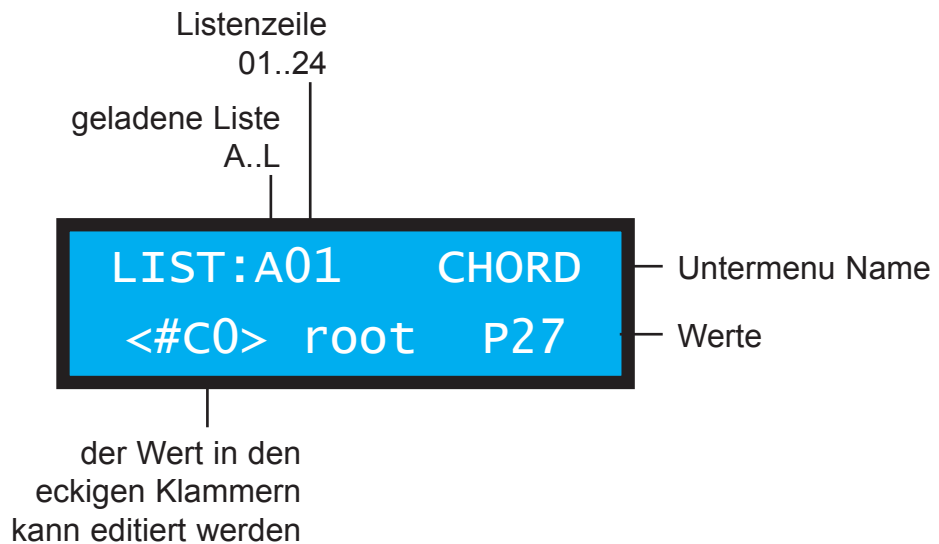 Listenzeile
01..24
geladene Liste
A..L
LIST:A01 CHORD
Untermenu Name
<#C0> root P27
Werte
der Wert in den
eckigen Klammern
kann editiert werden